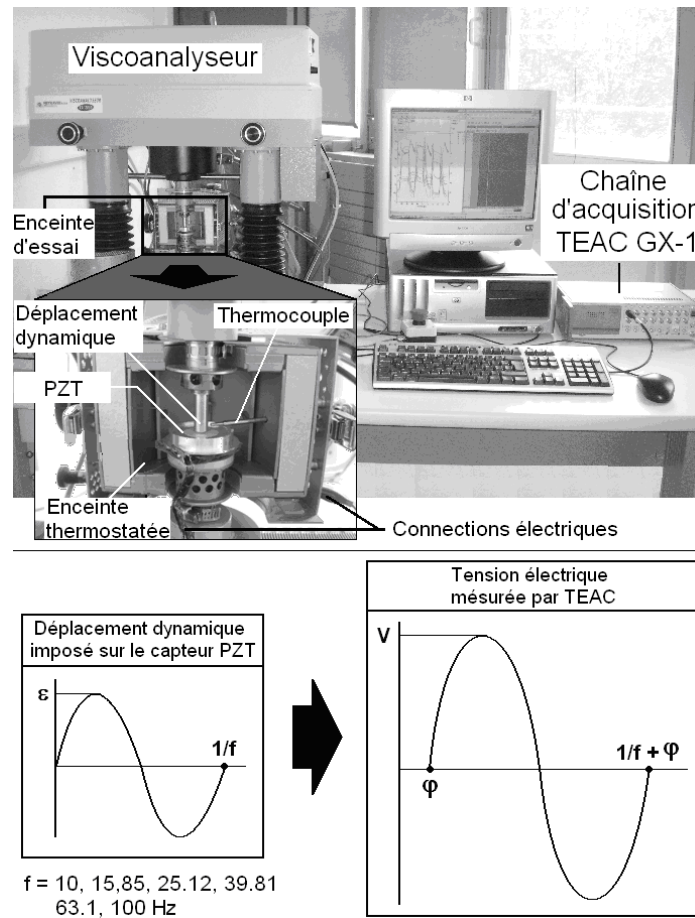 Viscoanalyseur
Enceinte
d'essai
Chaîne
d'acquisition
TEAC GX-1
Déplacement
dynamique
Thermocouple
PZT
Enceinte
thermostatée
Connections électriques
Déplacement dynamique
imposé sur le capteur PZT
ε
1/f
f = 10, 15,85, 25.12, 39.81
63.1, 100 Hz
Tension électrique
mésurée par TEAC
V
φ
1/f + φ